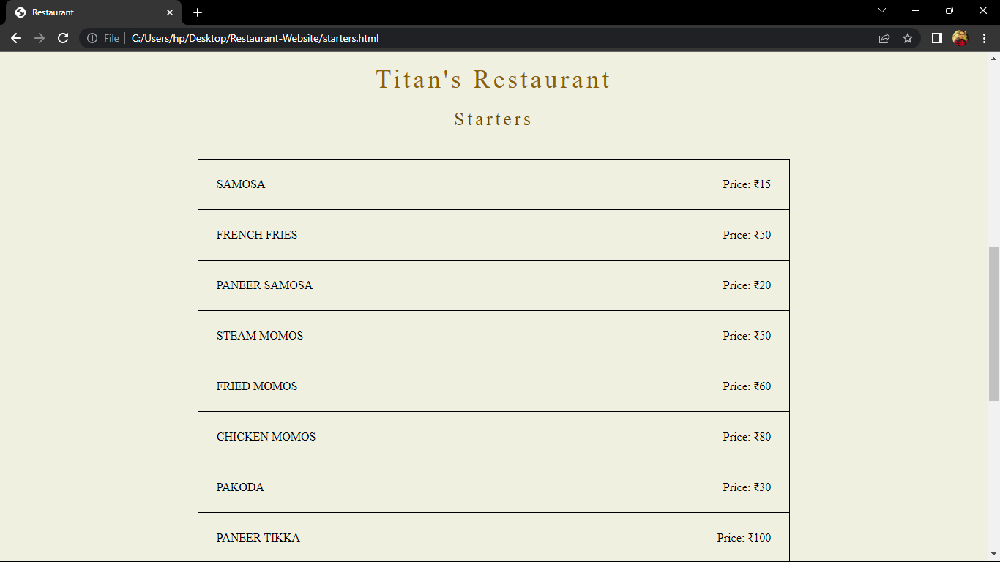 Restaurant
File C:/Users/hp/Desktop/Restaurant-Website/starters.html
Titan's Restaurant
Starters
SAMOSA Price: ₹15
FRENCH FRIES Price: ₹50
PANEER SAMOSA Price: ₹20
STEAM MOMOS Price: ₹50
FRIED MOMOS Price: ₹60
CHICKEN MOMOS Price: ₹80
PAKODA Price: ₹30
PANEER TIKKA Price: ₹100